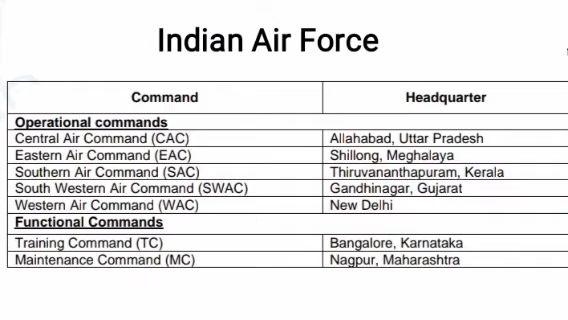 Indian Air Force
Command Headquarter
Operational commands
Central Air Command (CAC) Allahabad, Uttar Pradesh
Eastern Air Command (EAC) Shillong, Meghalaya
Southern Air Command (SAC) Thiruvananthapuram, Kerala
South Western Air Command (SWAC) Gandhinagar, Gujarat
Western Air Command (WAC) New Delhi
Functional Commands
Training Command (TC) Bangalore, Karnataka
Maintenance Command (MC) Nagpur, Maharashtra